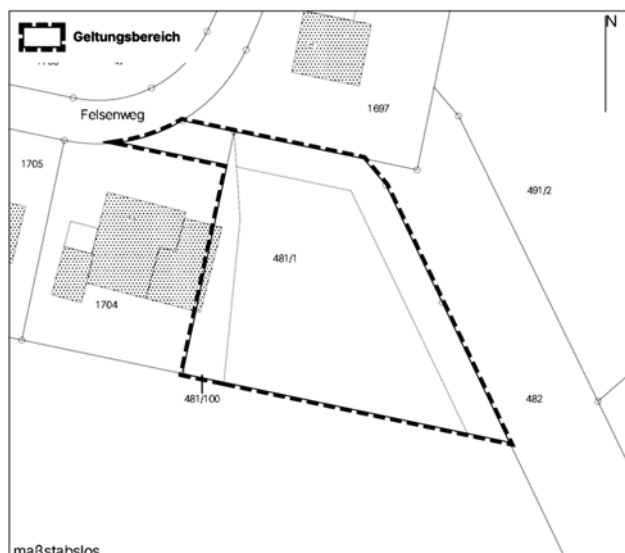 Geltungsbereich
N
1697
Felsenweg
1705
491/2
481/1
1704
481/100
482
maßstabslos